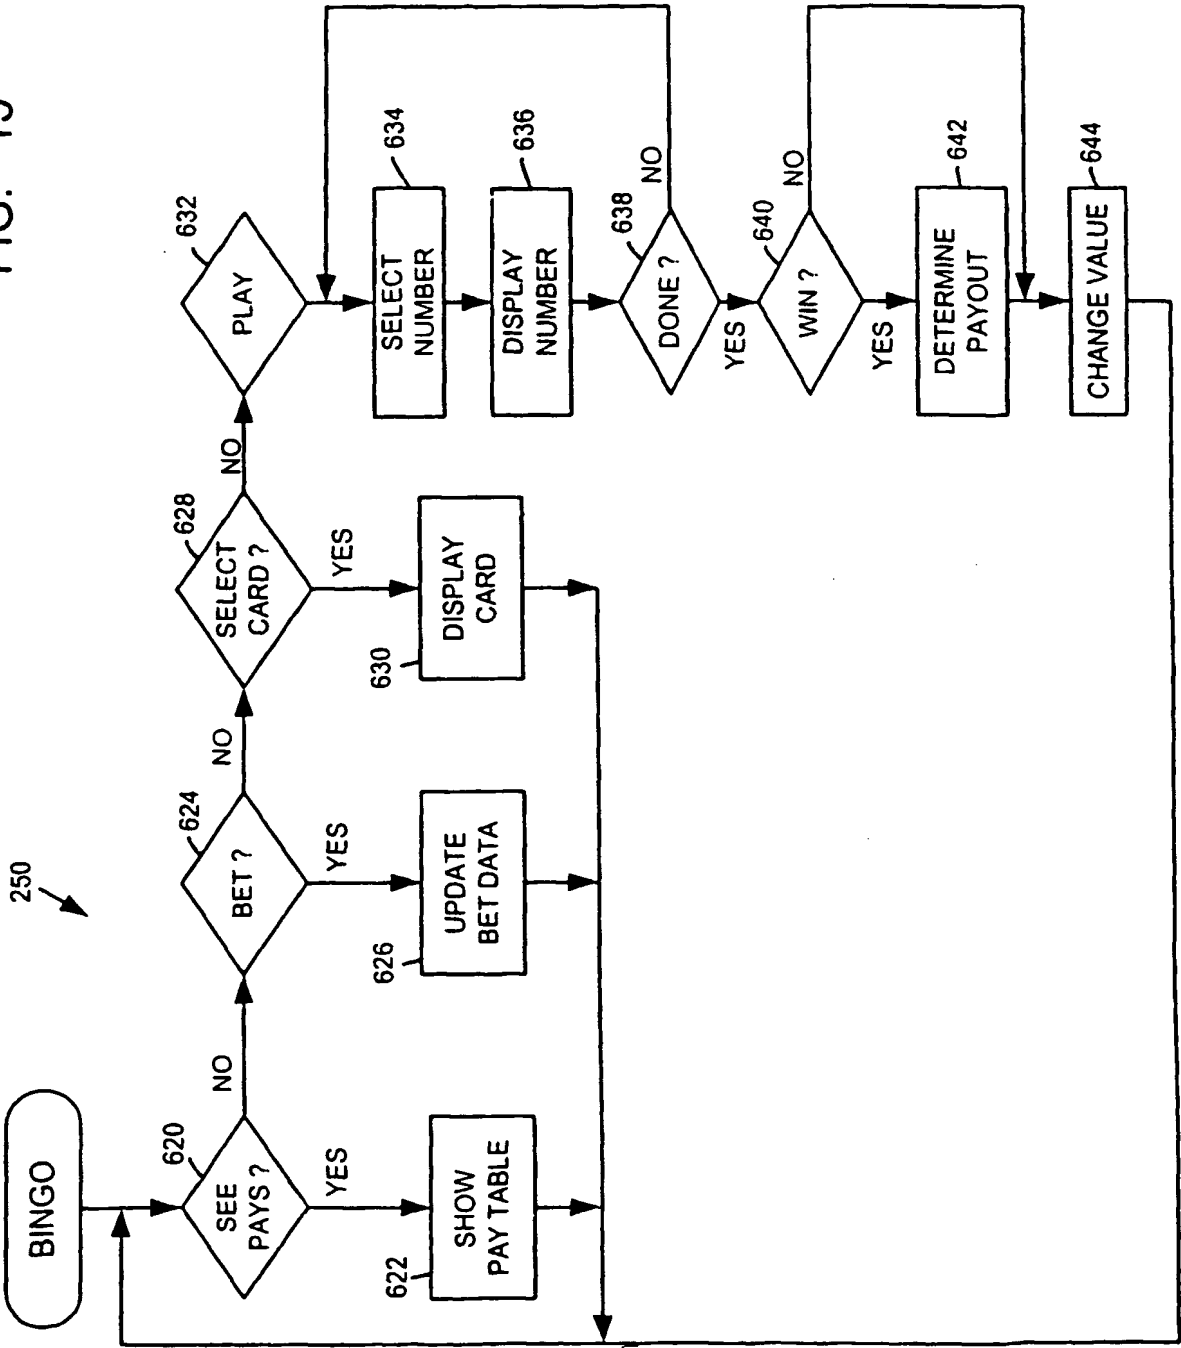 FIG.
250
BINGO
620
SEE
PAYS ?
NO
YES
622
SHOW
PAY TABLE
624
BET ?
NO
YES
626
UPDATE
BET DATA
628
SELECT
CARD ?
NO
YES
630
DISPLAY
CARD
632
PLAY
634
SELECT
NUMBER
636
DISPLAY
NUMBER
638
DONE ?
NO
YES
640
WIN ?
NO
YES
642
DETERMINE
PAYOUT
644
CHANGE VALUE